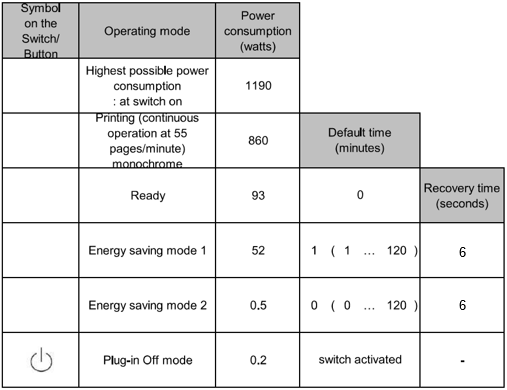 Symbol
on the
Switch/
Button
Operating mode
Power
consumption
(watts)
Highest possible power
consumption
: at switch on
1190
Printing (continuous
operation at 55
pages/minute)
monochrome
860
Default time
(minutes)
Ready
93
0
Recovery time
(seconds)
Energy saving mode 1
52
1 ( 1 ... 120 )
6
Energy saving mode 2
0.5
0 ( 0 ... 120 )
6
Plug-in Off mode
0.2
switch activated
-